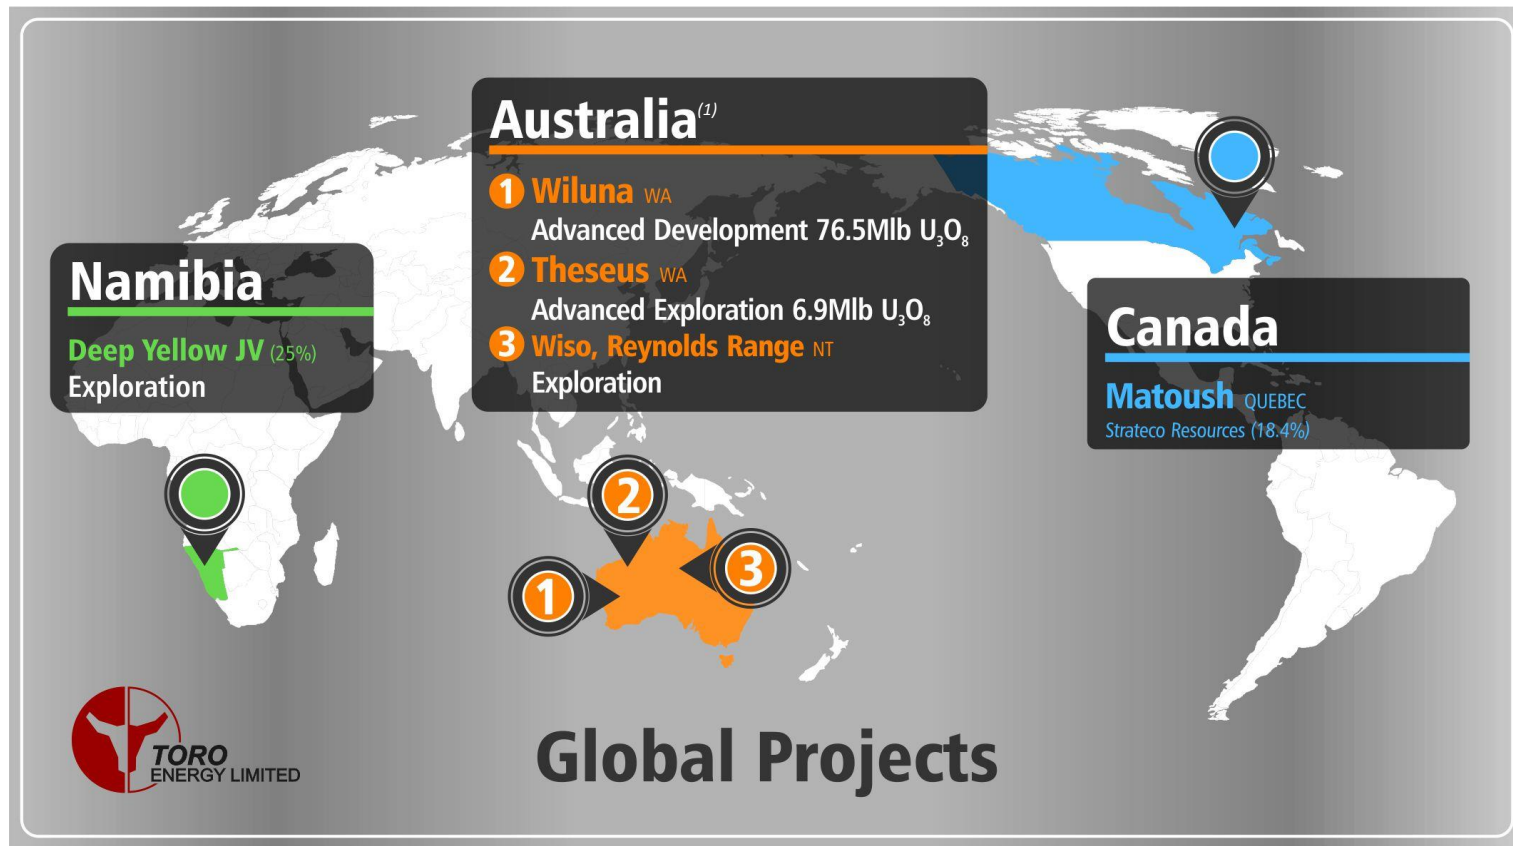 Australia(1)
1 Wiluna WA
Advanced Development 76.5Mlb U₃O₈
2 Theseus WA
Advanced Exploration 6.9Mlb U₃O₈
3 Wiso, Reynolds Range NT
Exploration
Namibia
Deep Yellow JV (25%)
Exploration
Canada
Matoush QUEBEC
Strateco Resources (18.4%)
2
3
1
TORO
ENERGY LIMITED
Global Projects